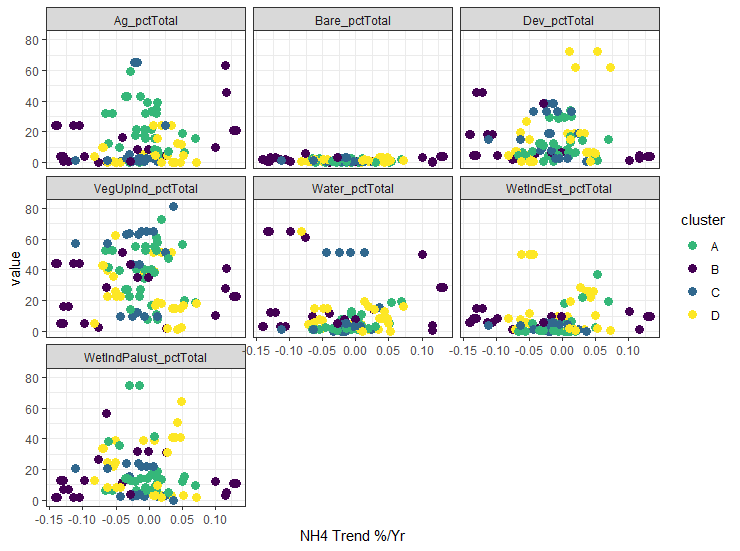 Ag_pctTotal Bare_pctTotal Dev_pctTotal
80
60
40
20
0
VegUpInd_pctTotal Water_pctTotal WetIndEst_pctTotal
80
60
40
20
0
-0.15 -0.10 -0.05 0.00 0.05 0.10 -0.15 -0.10 -0.05 0.00 0.05 0.10
WetIndPalust_pctTotal
80
60
40
20
0
-0.15 -0.10 -0.05 0.00 0.05 0.10
value
NH4 Trend %/Yr
cluster
A
B
C
D